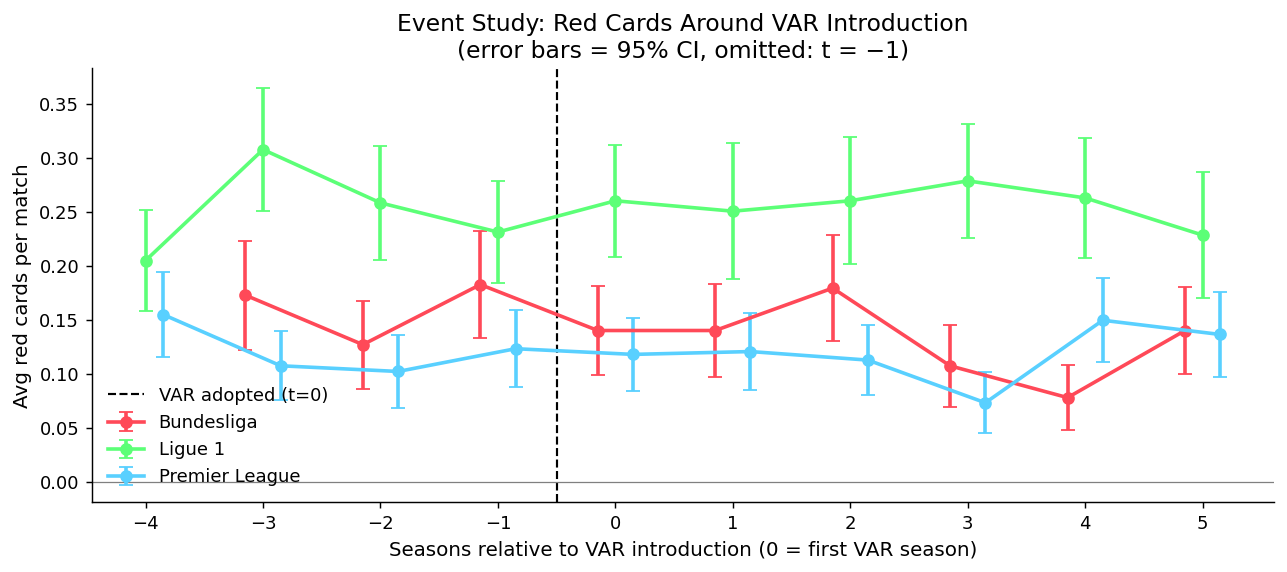 Event Study: Red Cards Around VAR Introduction
(error bars = 95% CI, omitted: t = −1)
Avg red cards per match
0.35
0.30
0.25
0.20
0.15
0.10
0.05
0.00
VAR adopted (t=0)
Bundesliga
Ligue 1
Premier League
−4 −3 −2 −1 0 1 2 3 4 5
Seasons relative to VAR introduction (0 = first VAR season)